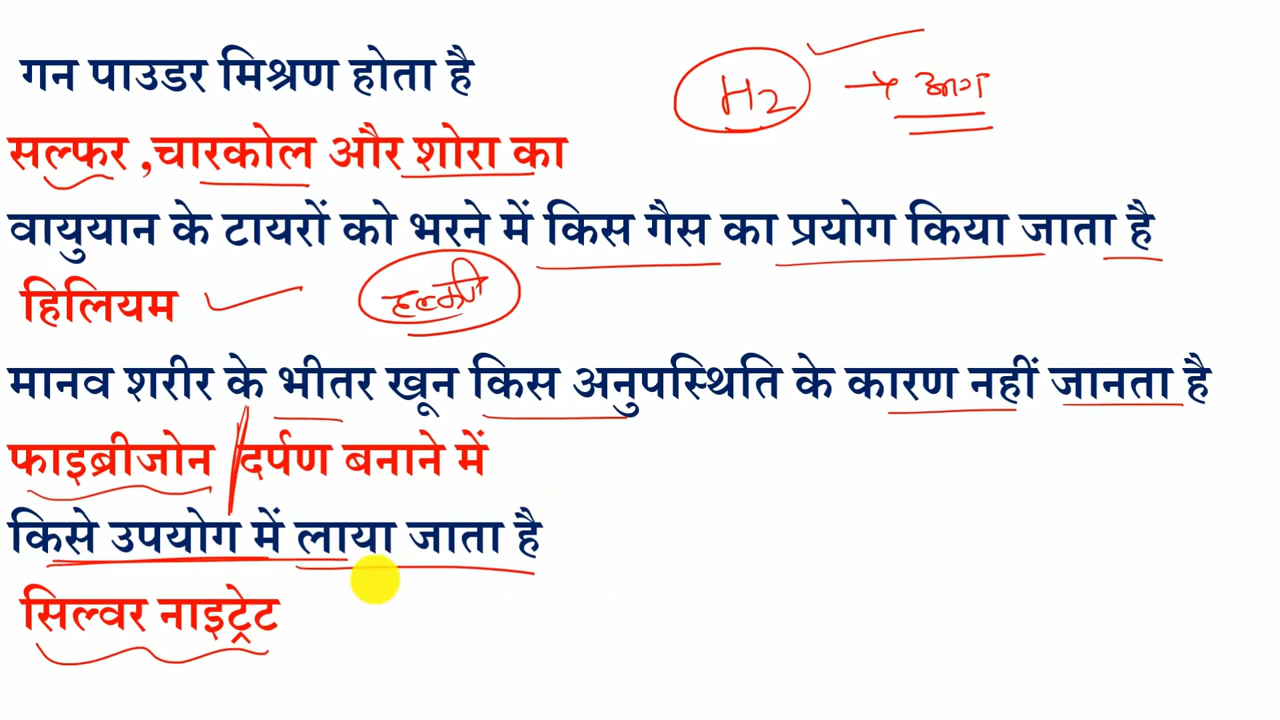 गन पाउडर मिश्रण होता है
H2 → आग
सल्फर ,चारकोल और शोरा का
वायुयान के टायरों को भरने में किस गैस का प्रयोग किया जाता है
हिलियम
हल्की
मानव शरीर के भीतर खून किस अनुपस्थिति के कारण नहीं जानता है
फाइब्रीजोन दर्पण बनाने में
किसे उपयोग में लाया जाता है
सिल्वर नाइट्रेट